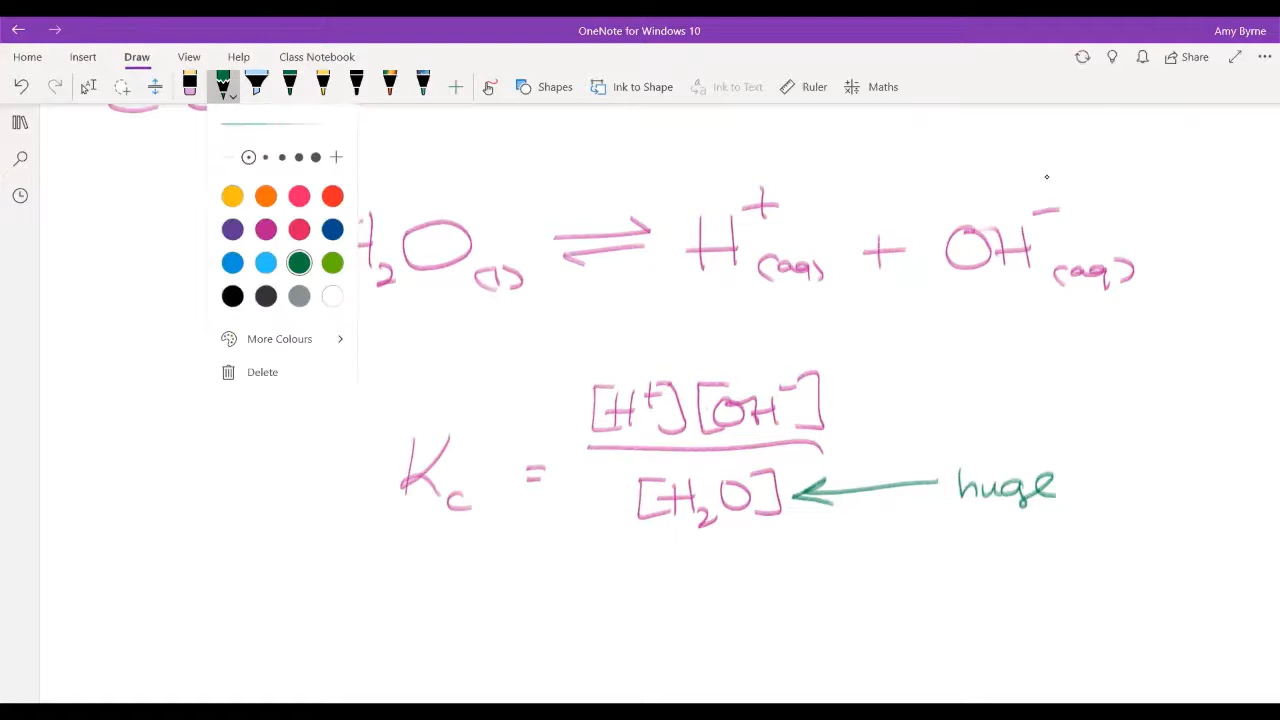 OneNote for Windows 10
Amy Byrne
Home Insert Draw View Help Class Notebook
Share
Shapes Ink to Shape Ink to Text Ruler Maths
H₂O(l) ⇌ H⁺(aq) + OH⁻(aq)
More Colours
Delete
[H⁺][OH⁻]
K_c =
[H₂O] ← huge